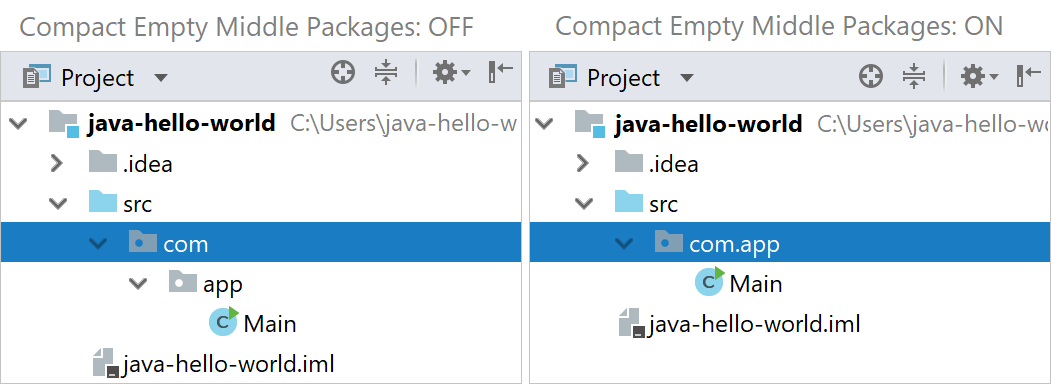 Compact Empty Middle Packages: OFF
Project
java-hello-world C:\Users\java-hello-w
.idea
src
com
app
C Main
java-hello-world.iml
Compact Empty Middle Packages: ON
Project
java-hello-world C:\Users\java-hello-w
.idea
src
com.app
C Main
java-hello-world.iml